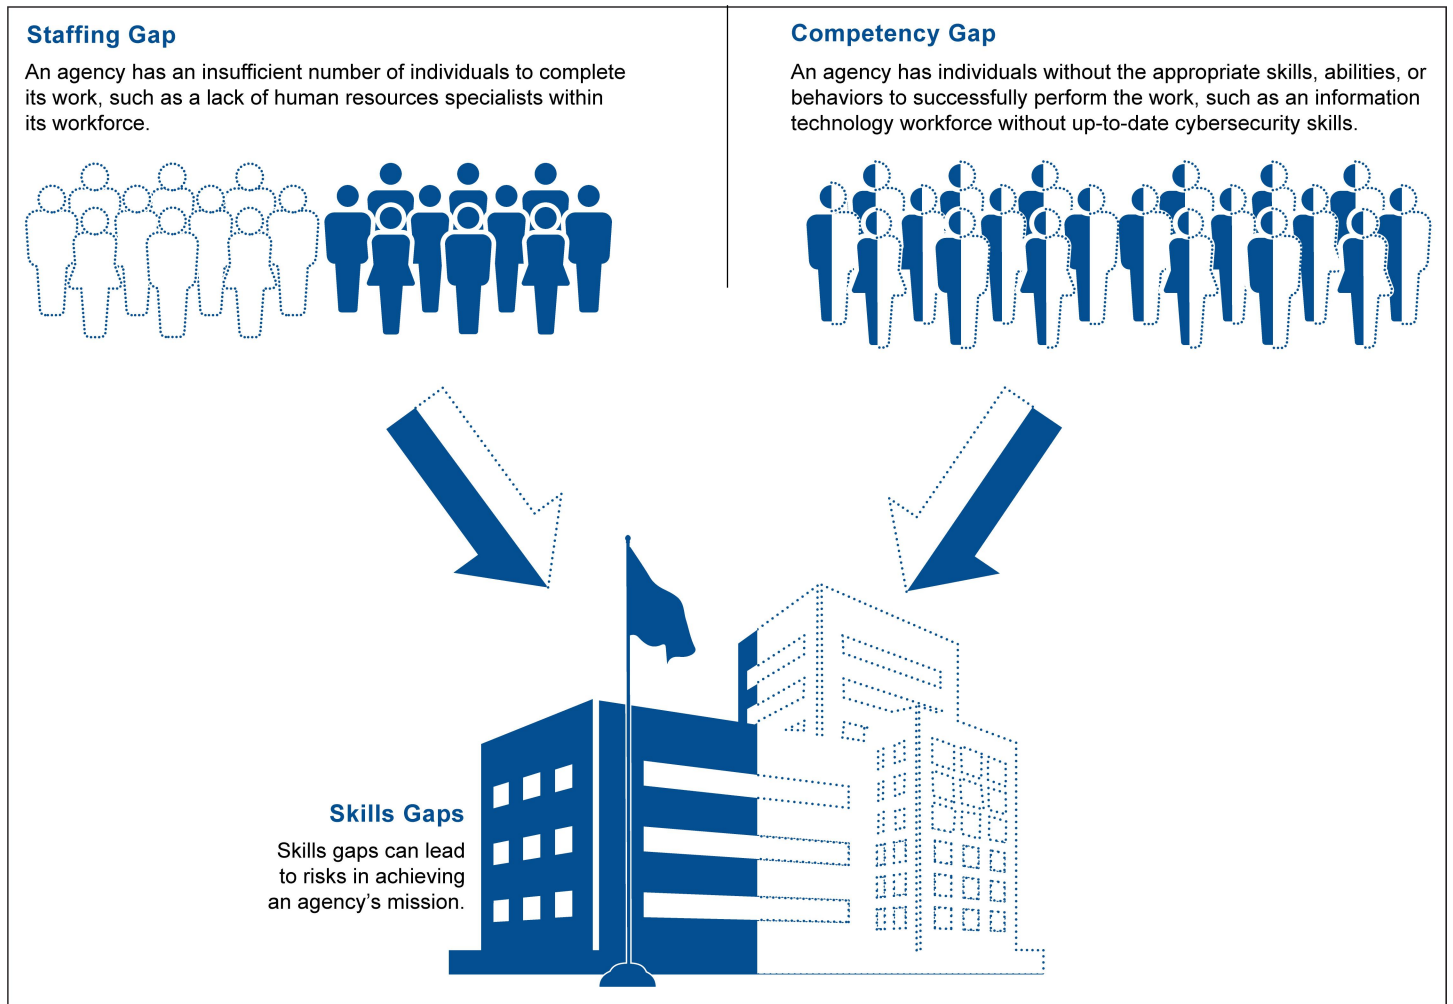 Staffing Gap
An agency has an insufficient number of individuals to complete
its work, such as a lack of human resources specialists within
its workforce.
Competency Gap
An agency has individuals without the appropriate skills, abilities, or
behaviors to successfully perform the work, such as an information
technology workforce without up-to-date cybersecurity skills.
Skills Gaps
Skills gaps can lead
to risks in achieving
an agency’s mission.